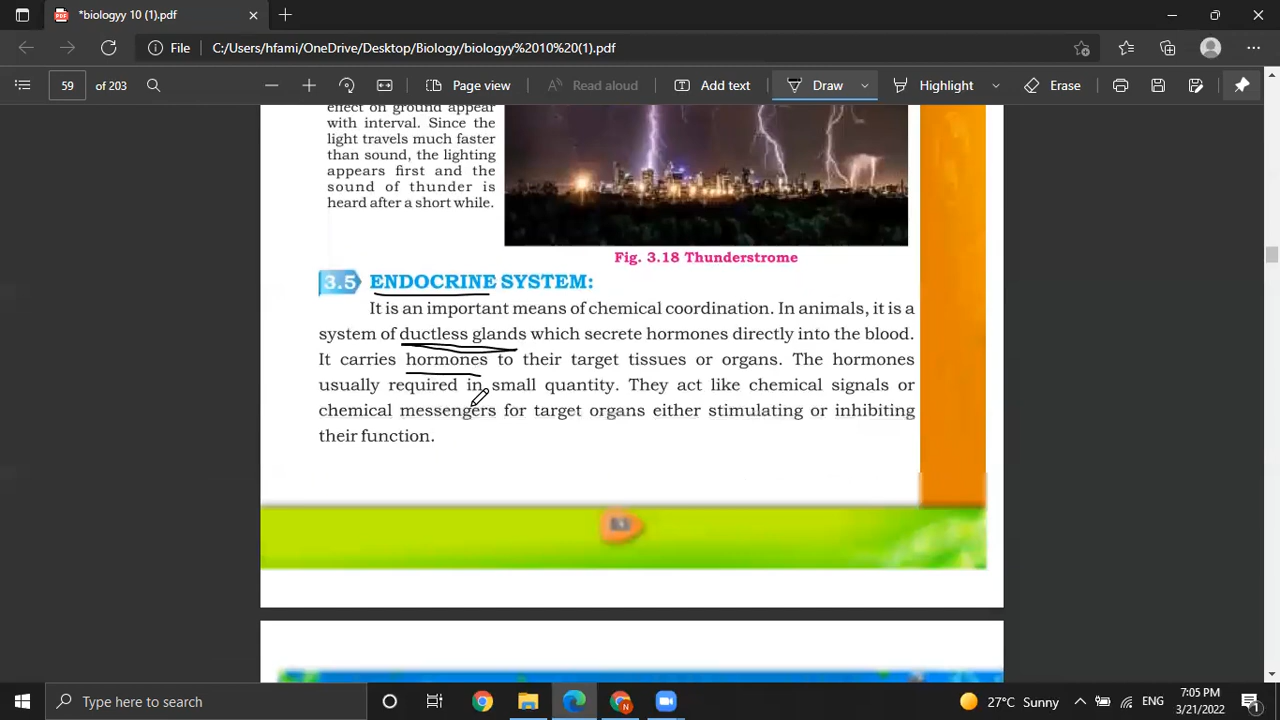 *biologyy 10 (1).pdf
File C:/Users/hfami/OneDrive/Desktop/Biology/biologyy%2010%20(1).pdf
59 of 203 Page view Read aloud Add text Draw Highlight Erase
effect on ground appear
with interval. Since the
light travels much faster
than sound, the lighting
appears first and the
sound of thunder is
heard after a short while.
Fig. 3.18 Thunderstrome
3.5 ENDOCRINE SYSTEM:
It is an important means of chemical coordination. In animals, it is a
system of ductless glands which secrete hormones directly into the blood.
It carries hormones to their target tissues or organs. The hormones
usually required in small quantity. They act like chemical signals or
chemical messengers for target organs either stimulating or inhibiting
their function.
Type here to search
27°C Sunny ENG
7:05 PM
3/21/2022